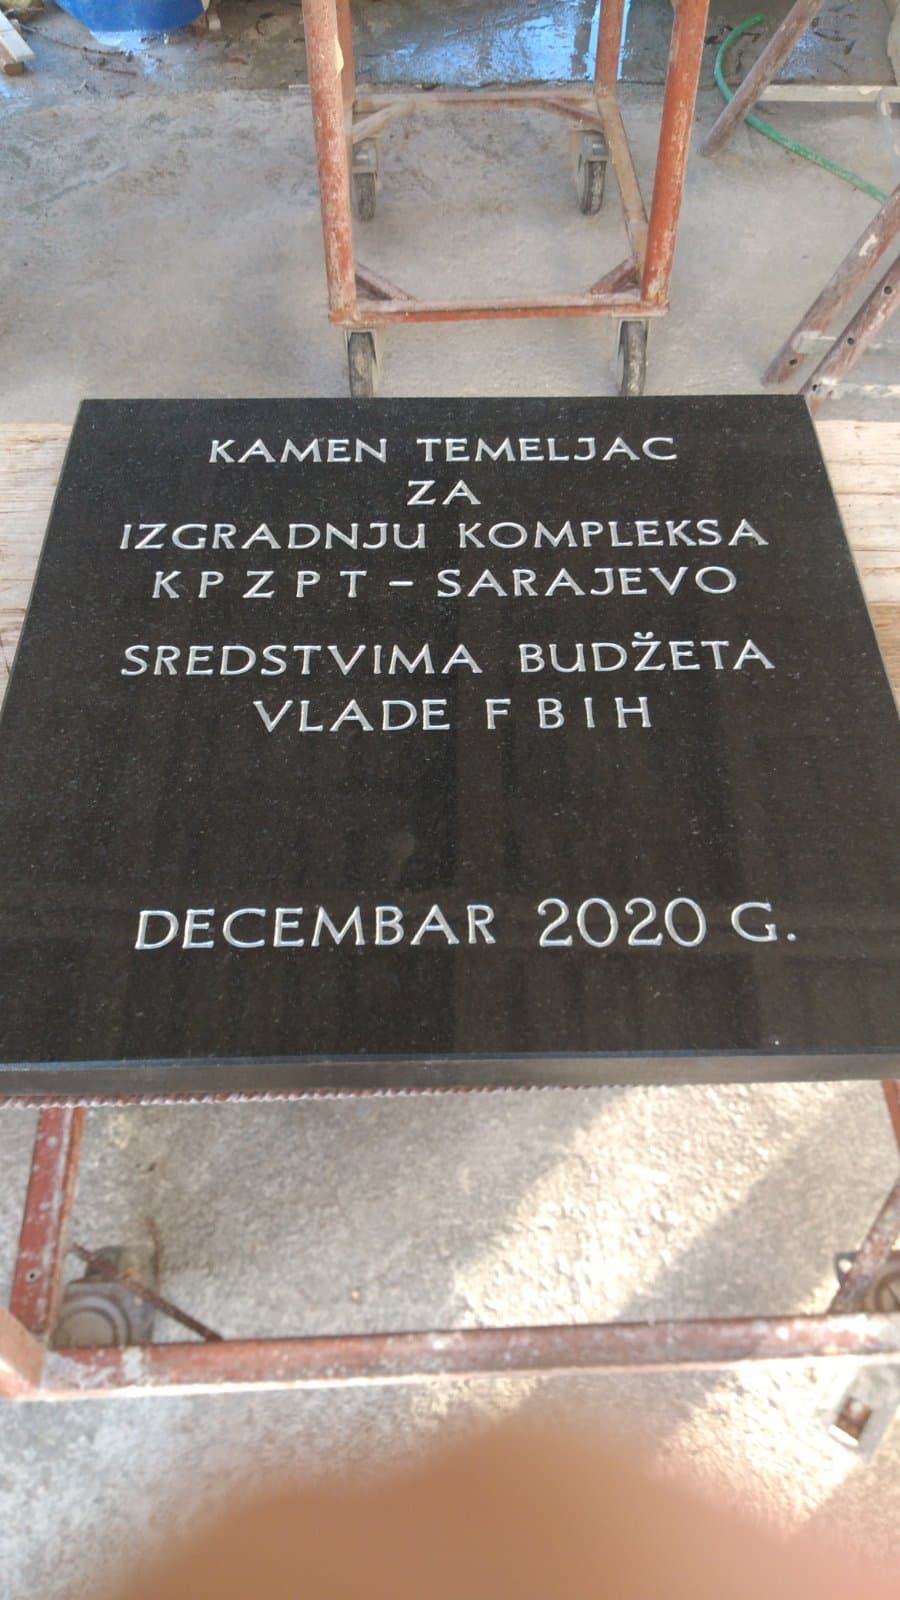 KAMEN TEMELJAC
ZA
IZGRADNJU KOMPLEKSA
K P Z P T – SARAJEVO
SREDSTVIMA BUDŽETA
VLADE F B I H
DECEMBAR 2020 G.